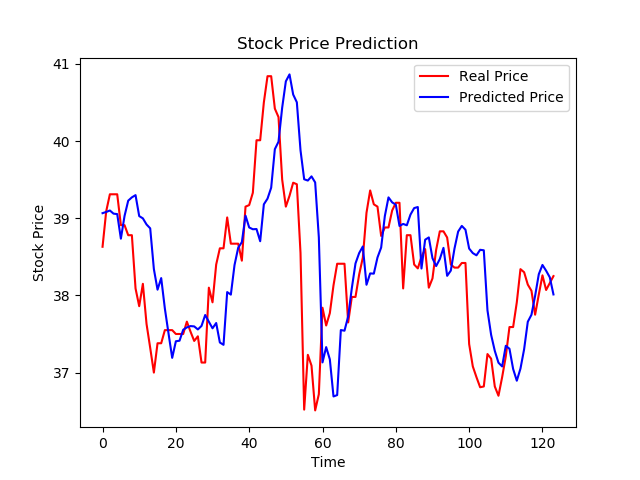 Stock Price Prediction
Real Price
Predicted Price
Stock Price
41
40
39
38
37
0 20 40 60 80 100 120
Time